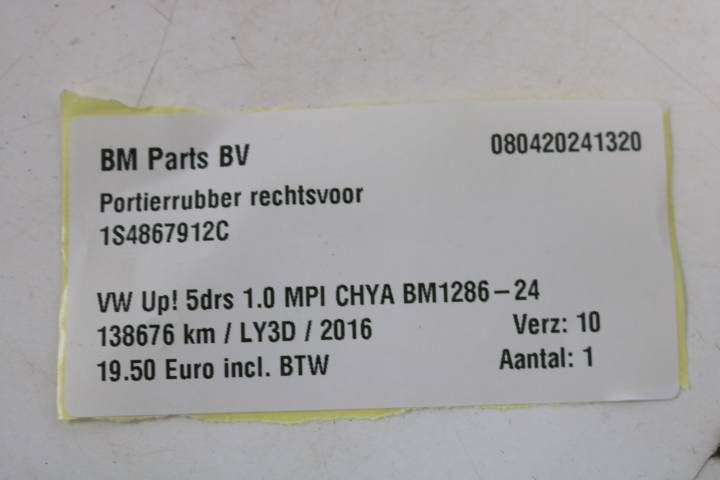 BM Parts BV 080420241320
Portierrubber rechtsvoor
1S4867912C
VW Up! 5drs 1.0 MPI CHYA BM1286-24
138676 km / LY3D / 2016 Verz: 10
19.50 Euro incl. BTW Aantal: 1